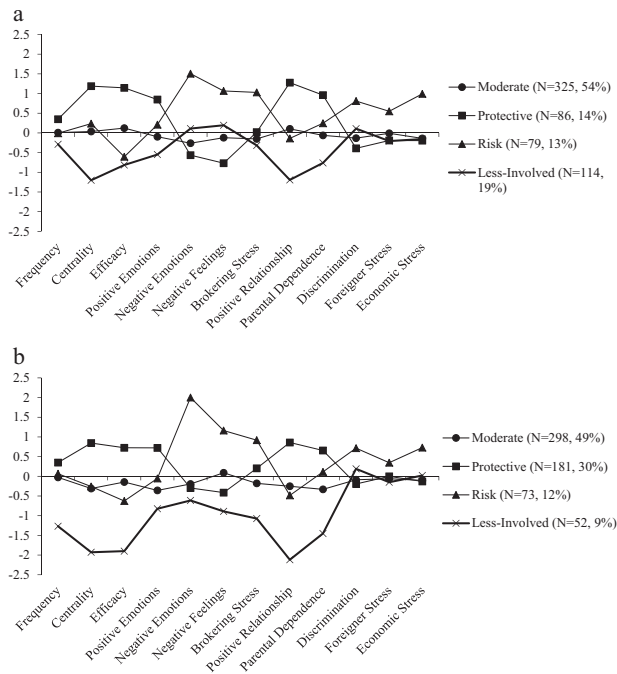 a
2.5
2
1.5
1
0.5
0
-0.5
-1
-1.5
-2
-2.5
Frequency
Centrality
Efficacy
Positive Emotions
Negative Emotions
Negative Feelings
Brokering Stress
Positive Relationship
Parental Dependence
Discrimination
Foreigner Stress
Economic Stress
Moderate (N=325, 54%)
Protective (N=86, 14%)
Risk (N=79, 13%)
Less-Involved (N=114,
19%)
b
2.5
2
1.5
1
0.5
0
-0.5
-1
-1.5
-2
-2.5
Frequency
Centrality
Efficacy
Positive Emotions
Negative Emotions
Negative Feelings
Brokering Stress
Positive Relationship
Parental Dependence
Discrimination
Foreigner Stress
Economic Stress
Moderate (N=298, 49%)
Protective (N=181, 30%)
Risk (N=73, 12%)
Less-Involved (N=52, 9%)